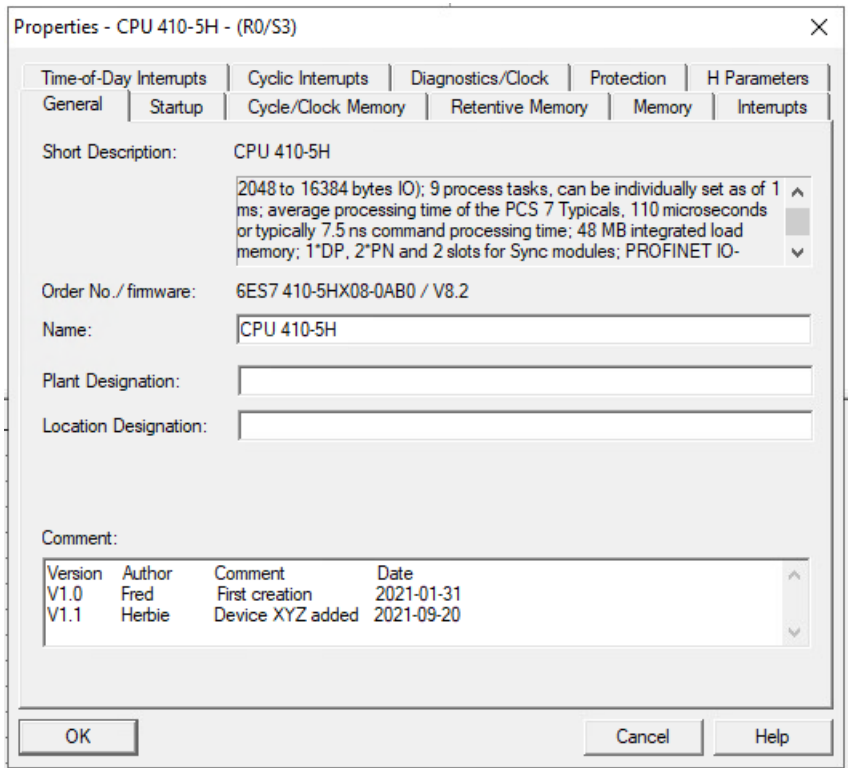 Properties - CPU 410-5H - (R0/S3)
Time-of-Day Interrupts Cyclic Interrupts Diagnostics/Clock Protection H Parameters
General Startup Cycle/Clock Memory Retentive Memory Memory Interrupts
Short Description: CPU 410-5H
2048 to 16384 bytes IO); 9 process tasks, can be individually set as of 1
ms; average processing time of the PCS 7 Typicals, 110 microseconds
or typically 7.5 ns command processing time; 48 MB integrated load
memory; 1*DP, 2*PN and 2 slots for Sync modules; PROFINET IO-
Order No./ firmware: 6ES7 410-5HX08-0AB0 / V8.2
Name: CPU 410-5H
Plant Designation:
Location Designation:
Comment:
Version Author Comment Date
V1.0 Fred First creation 2021-01-31
V1.1 Herbie Device XYZ added 2021-09-20
OK Cancel Help